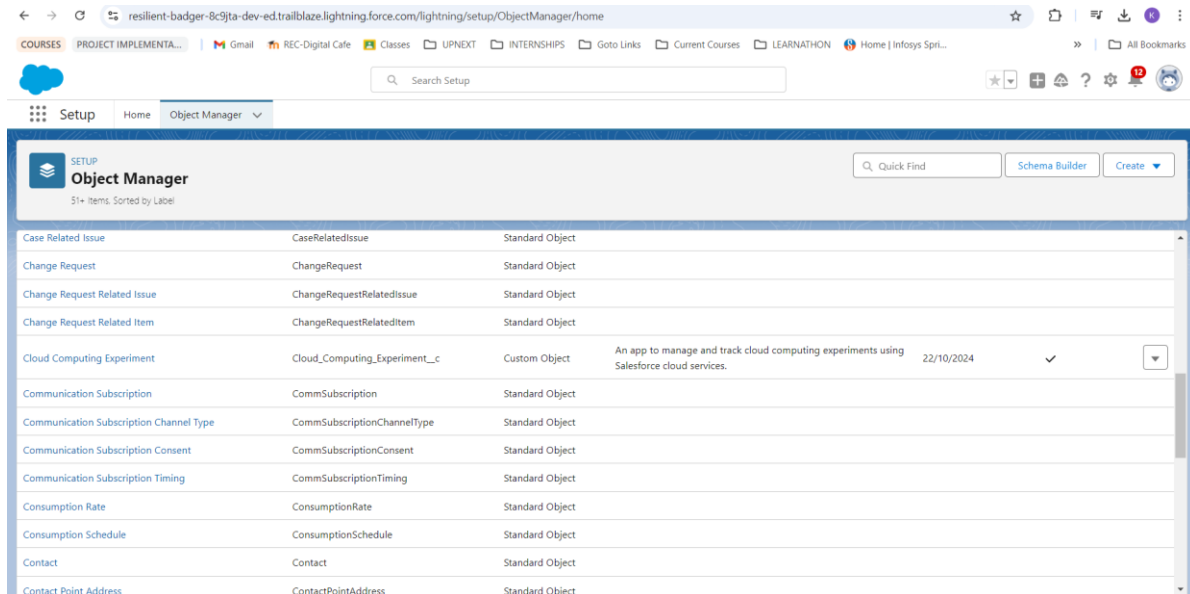 resilient-badger-8c9jta-dev-ed.trailblaze.lightning.force.com/lightning/setup/ObjectManager/home K
COURSES PROJECT IMPLEMENTA... Gmail REC-Digital Cafe Classes UPNEXT INTERNSHIPS Goto Links Current Courses LEARNATHON Home | Infosys Spri... » All Bookmarks
Search Setup 12
Setup Home Object Manager
SETUP
Object Manager
51+ Items. Sorted by Label
Quick Find Schema Builder Create
Case Related Issue CaseRelatedIssue Standard Object
Change Request ChangeRequest Standard Object
Change Request Related Issue ChangeRequestRelatedIssue Standard Object
Change Request Related Item ChangeRequestRelatedItem Standard Object
Cloud Computing Experiment Cloud_Computing_Experiment__c Custom Object An app to manage and track cloud computing experiments using 22/10/2024
Salesforce cloud services.
Communication Subscription CommSubscription Standard Object
Communication Subscription Channel Type CommSubscriptionChannelType Standard Object
Communication Subscription Consent CommSubscriptionConsent Standard Object
Communication Subscription Timing CommSubscriptionTiming Standard Object
Consumption Rate ConsumptionRate Standard Object
Consumption Schedule ConsumptionSchedule Standard Object
Contact Contact Standard Object
Contact Point Address ContactPointAddress Standard Object